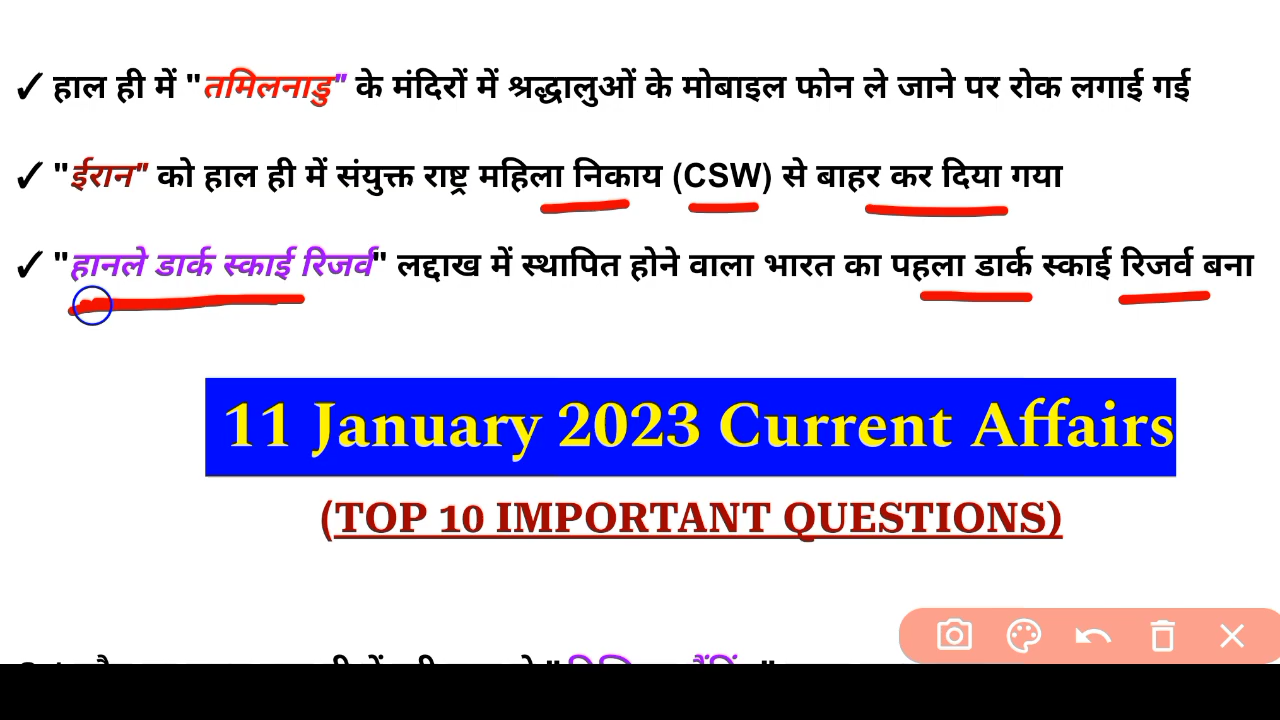 ✓ हाल ही में "तमिलनाडु" के मंदिरों में श्रद्धालुओं के मोबाइल फोन ले जाने पर रोक लगाई गई
✓ "ईरान" को हाल ही में संयुक्त राष्ट्र महिला निकाय (CSW) से बाहर कर दिया गया
✓ "हानले डार्क स्काई रिजर्व" लद्दाख में स्थापित होने वाला भारत का पहला डार्क स्काई रिजर्व बना
11 January 2023 Current Affairs
(TOP 10 IMPORTANT QUESTIONS)